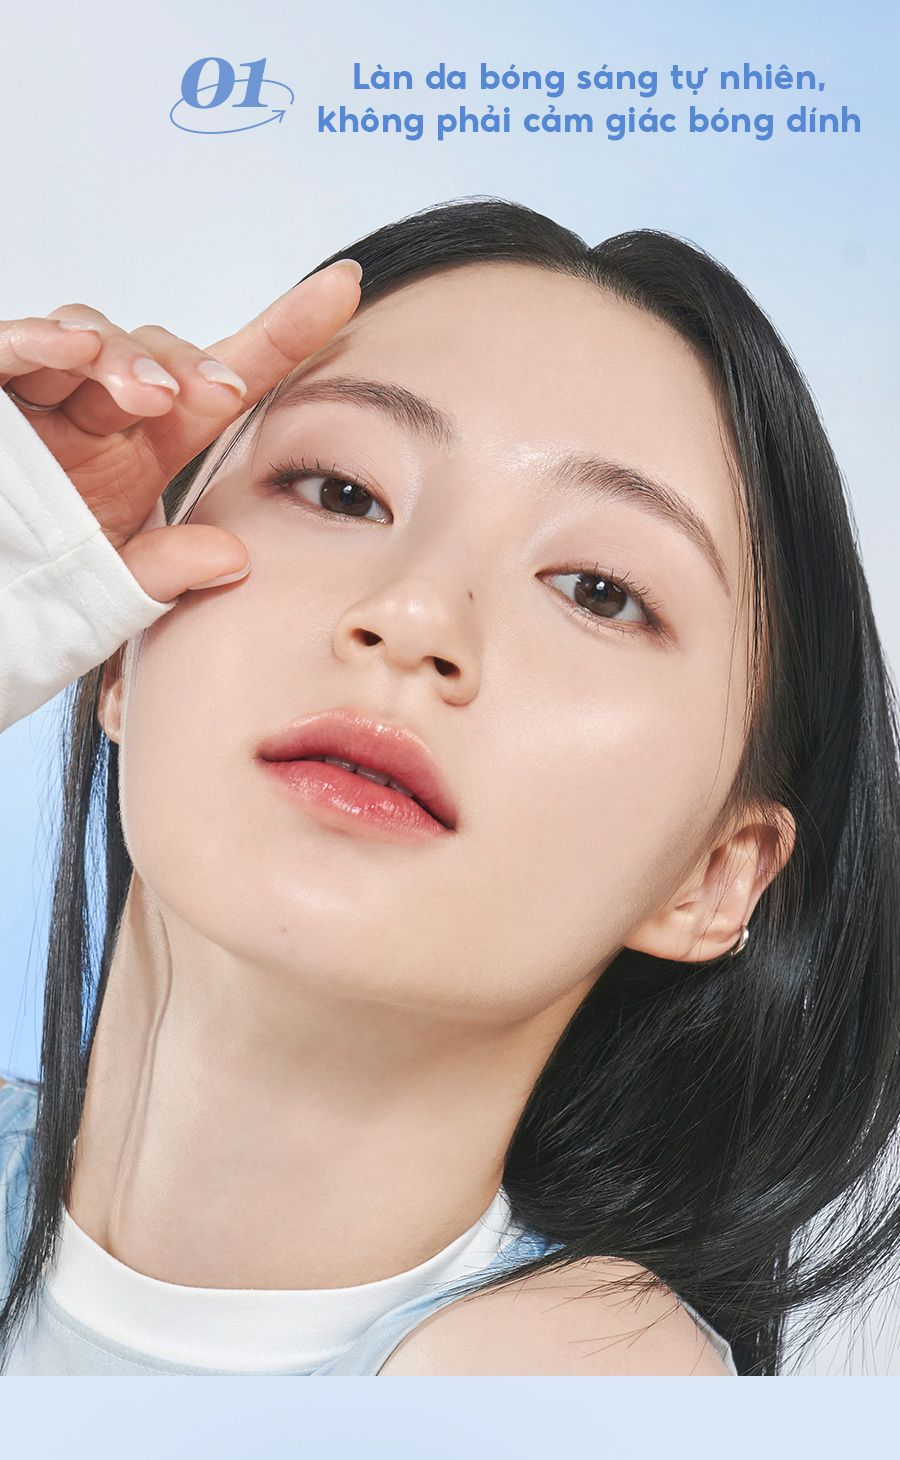 01
Làn da bóng sáng tự nhiên,
không phải cảm giác bóng dính